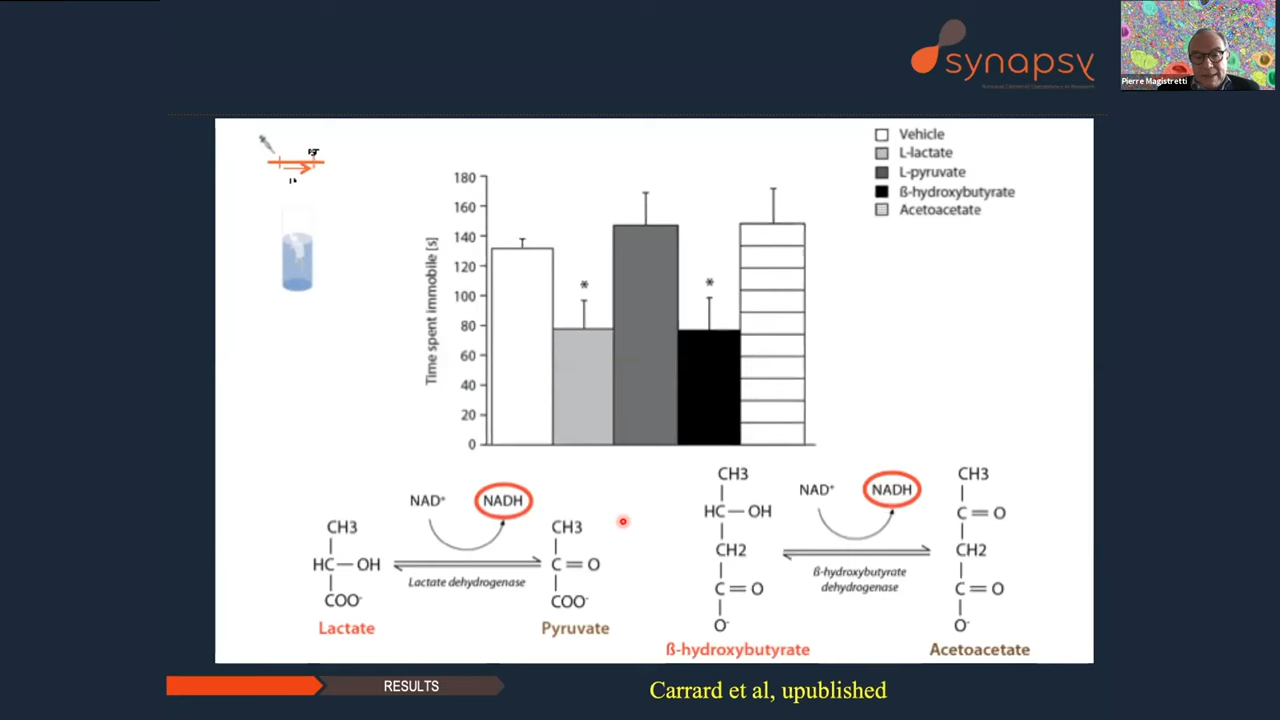 synapsy
Pierre Magistretti
Vehicle
L-lactate
L-pyruvate
ß-hydroxybutyrate
Acetoacetate
Time spent immobile [s]
180
160
140
120
100
80
60
40
20
0
*
*
NAD⁺
NADH
CH3
HC—OH
COO⁻
Lactate
Lactate dehydrogenase
CH3
C=O
COO⁻
Pyruvate
CH3
HC—OH
CH2
C=O
O⁻
ß-hydroxybutyrate
NAD⁺
NADH
ß-hydroxybutyrate
dehydrogenase
CH3
C=O
CH2
C=O
O⁻
Acetoacetate
RESULTS
Carrard et al, upublished